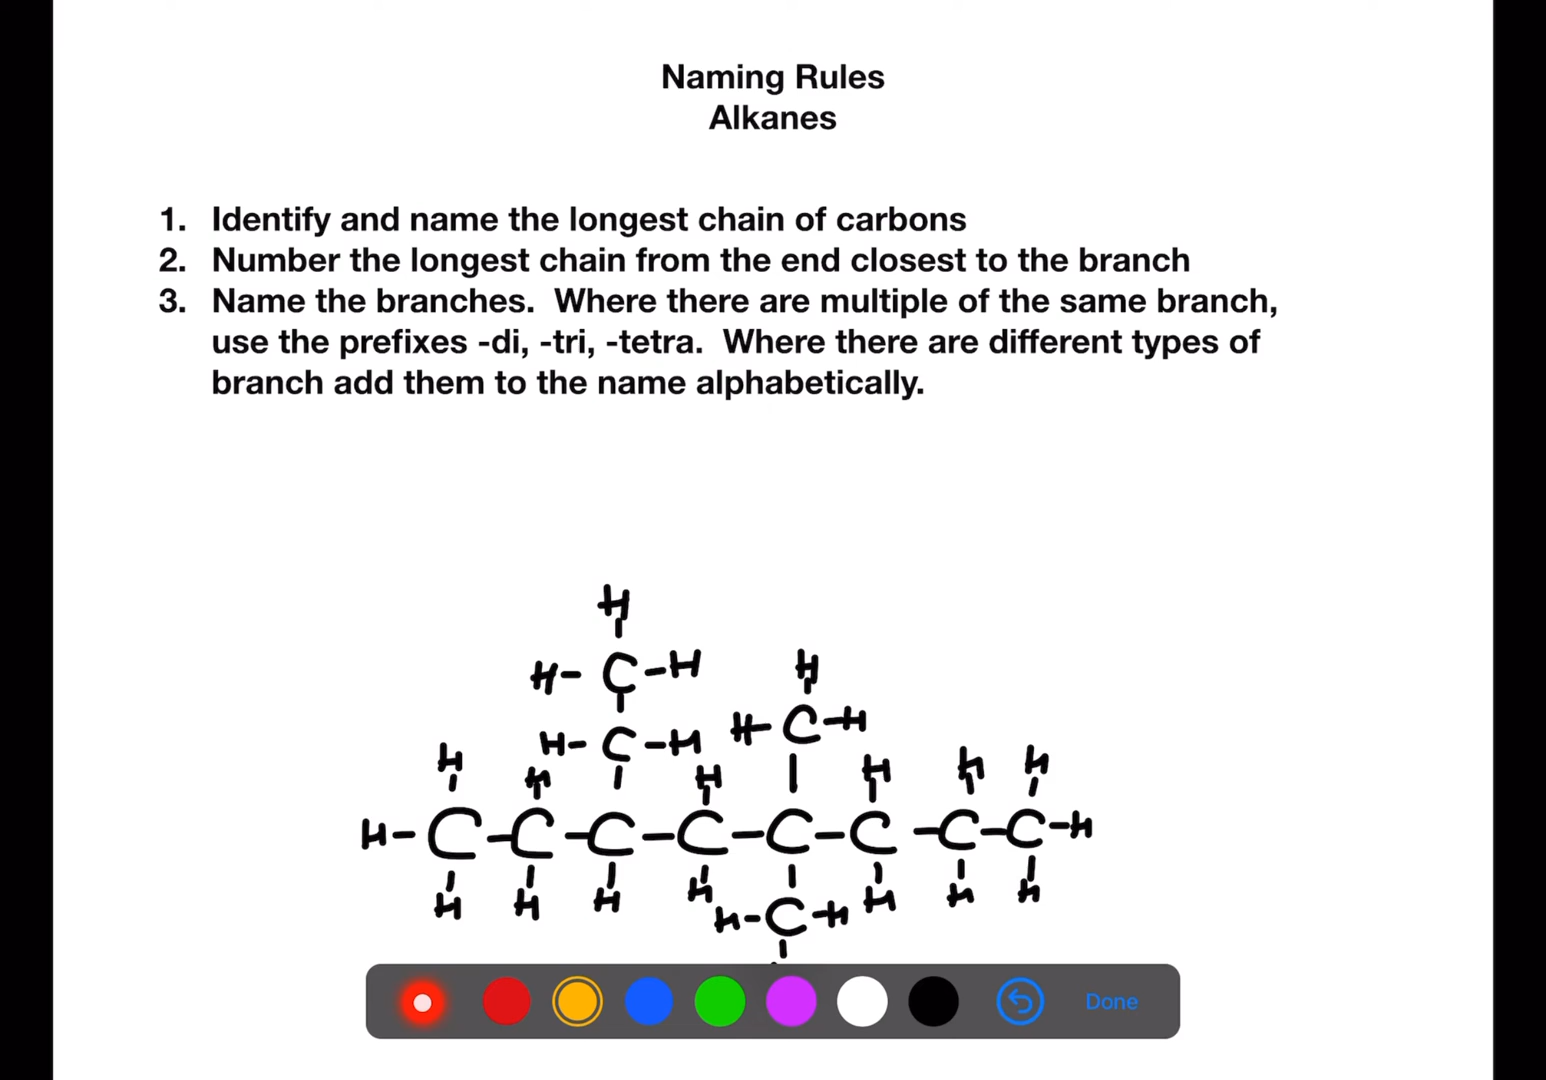 Naming Rules
Alkanes
1. Identify and name the longest chain of carbons
2. Number the longest chain from the end closest to the branch
3. Name the branches. Where there are multiple of the same branch,
use the prefixes -di, -tri, -tetra. Where there are different types of
branch add them to the name alphabetically.
H
H- C -H
H
H- C -H H- C -H
H H H H H H
H- C - C - C - C - C - C - C - C -H
H H H H H H H
H- C -H
Done